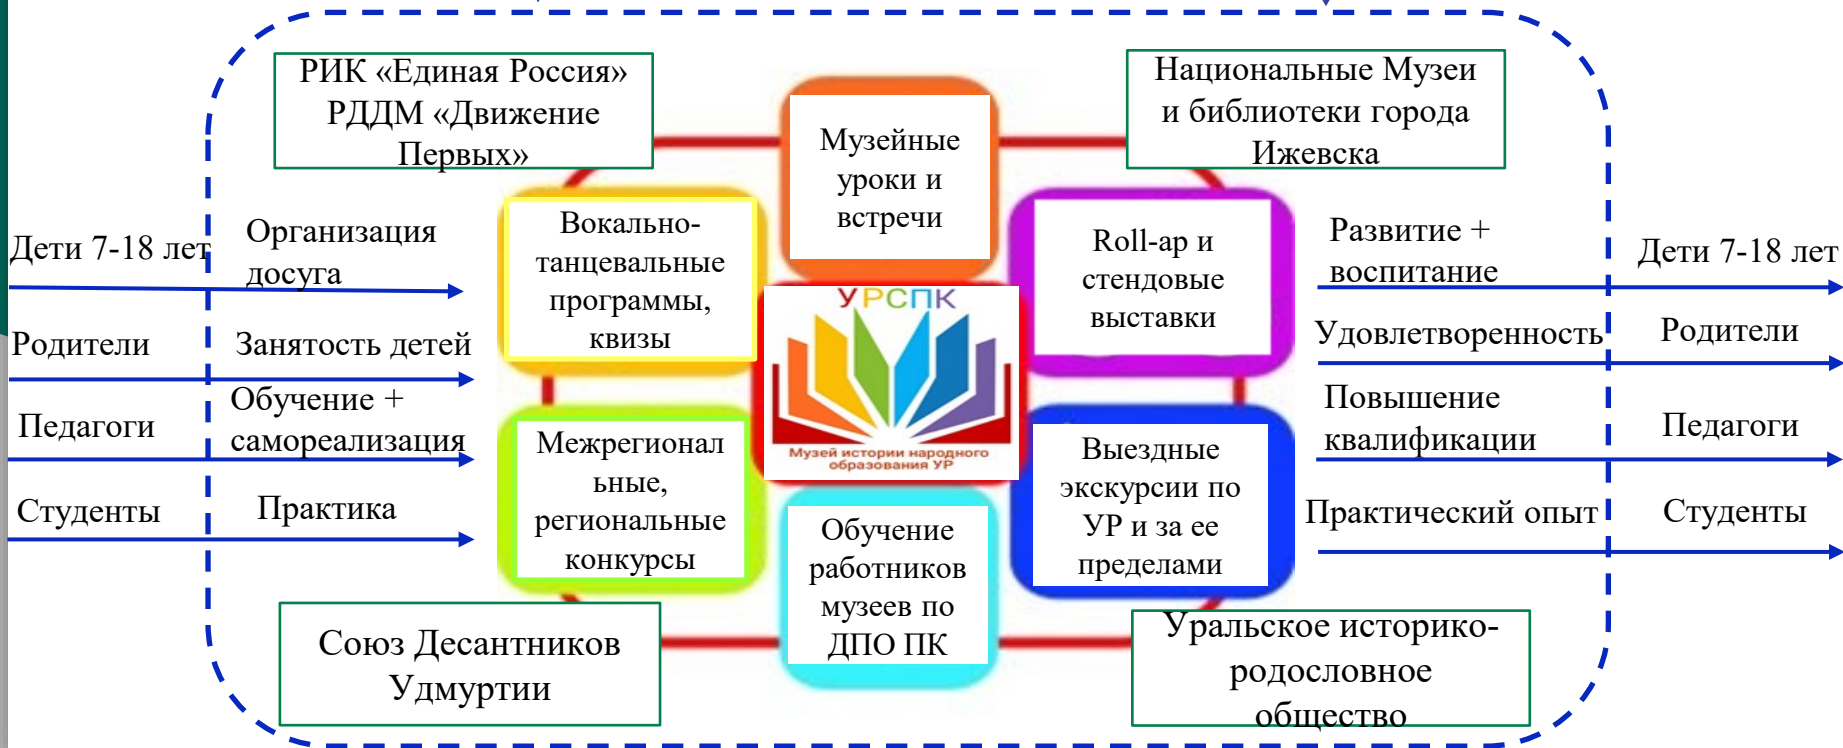 РИК «Единая Россия»
РДДМ «Движение
Первых»
Национальные Музеи
и библиотеки города
Ижевска
Музейные
уроки и
встречи
Дети 7-18 лет
Организация
досуга
Вокально-
танцевальные
программы,
квизы
Roll-ap и
стендовые
выставки
Развитие +
воспитание
Дети 7-18 лет
Родители
Занятость детей
УРСПК
Музей истории народного
образования УР
Удовлетворенность
Родители
Педагоги
Обучение +
самореализация
Повышение
квалификации
Педагоги
Студенты
Практика
Межрегионал
ьные,
региональные
конкурсы
Обучение
работников
музеев по
ДПО ПК
Выездные
экскурсии по
УР и за ее
пределами
Практический опыт
Студенты
Союз Десантников
Удмуртии
Уральское историко-
родословное
общество